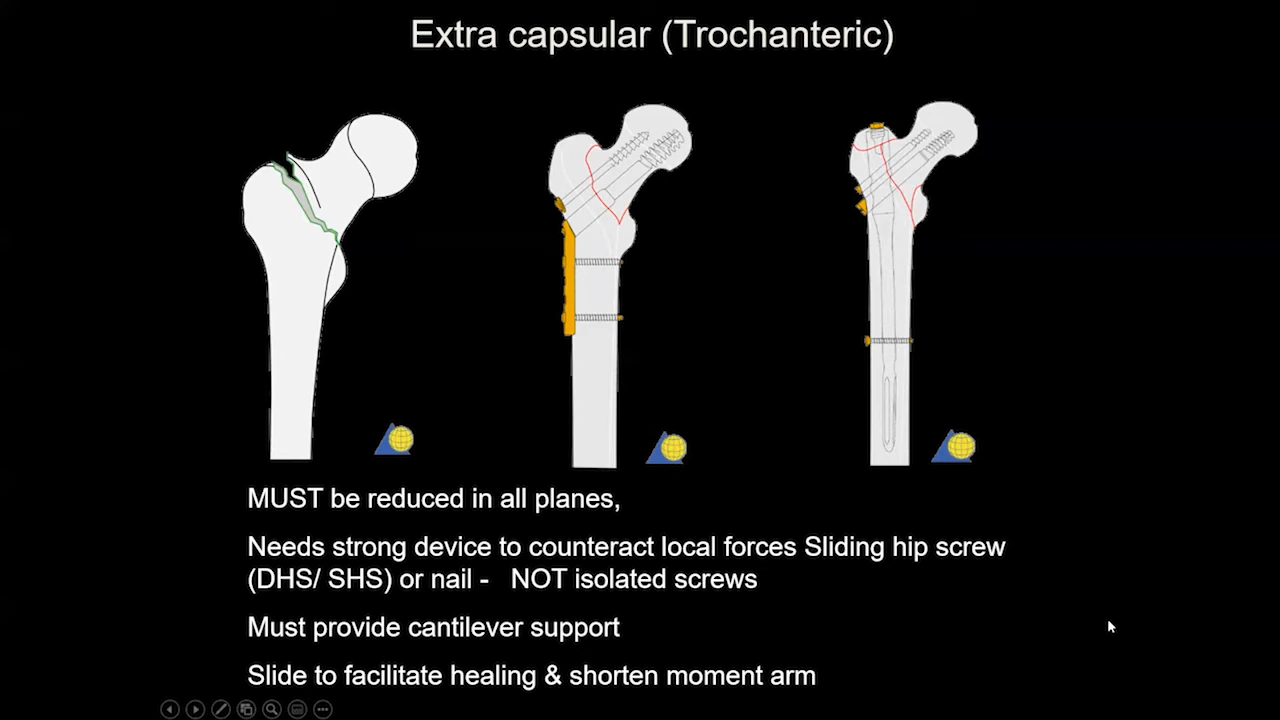 Extra capsular (Trochanteric)
MUST be reduced in all planes,
Needs strong device to counteract local forces Sliding hip screw
(DHS/ SHS) or nail - NOT isolated screws
Must provide cantilever support
Slide to facilitate healing & shorten moment arm